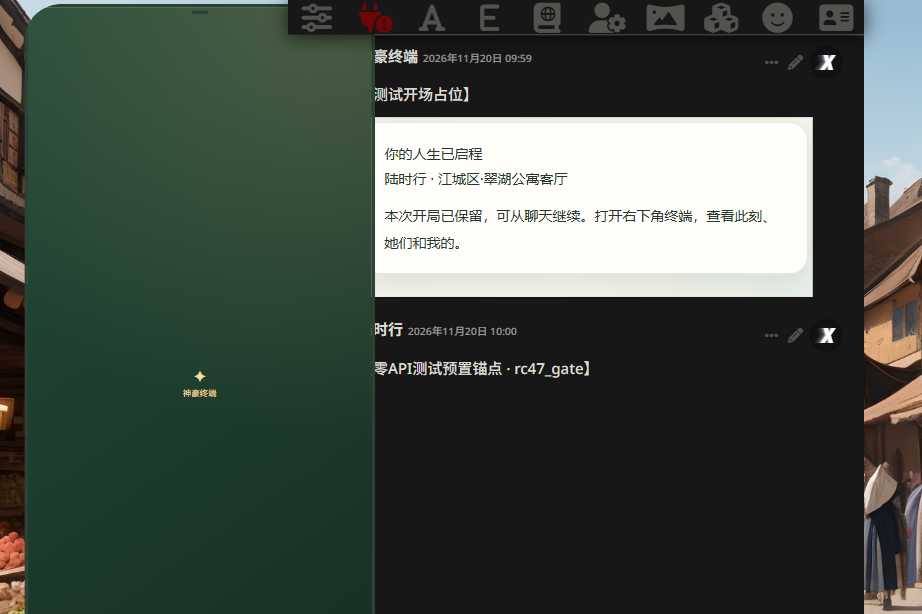 豪终端 2026年11月20日 09:59
测试开场占位】
你的人生已启程
陆时行 · 江城区·翠湖公寓客厅
本次开局已保留，可从聊天继续。打开右下角终端，查看此刻、
她们和我的。
时行 2026年11月20日 10:00
零API测试预置锚点 · rc47_gate】
神豪终端